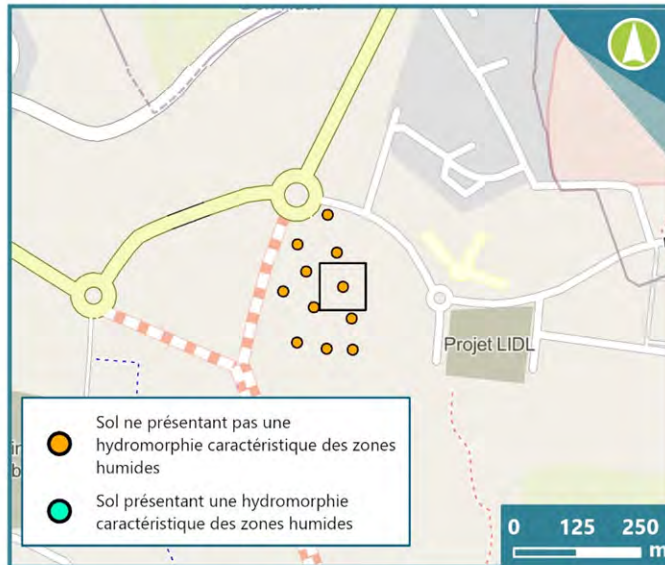 Projet LIDL
Sol ne présentant pas une
hydromorphie caractéristique des zones
humides
Sol présentant une hydromorphie
caractéristique des zones humides
0 125 250
m